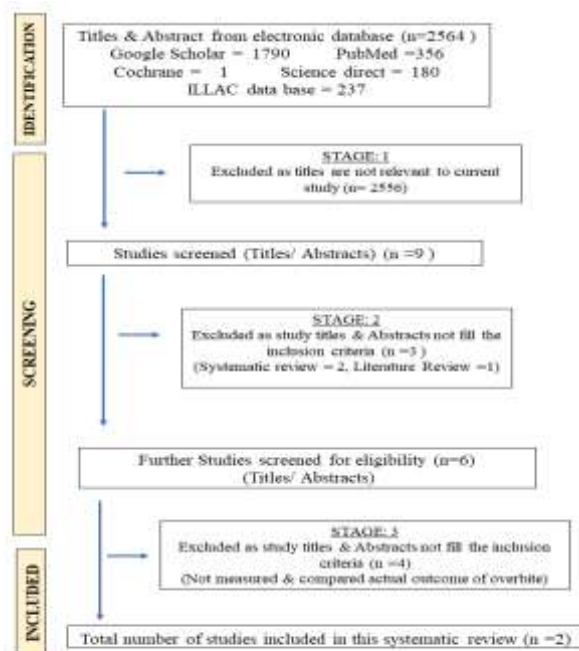 IDENTIFICATION
Titles & Abstract from electronic database (n=2564 )
Google Scholar = 1790 PubMed =356
Cochrane = 1 Science direct = 180
ILLAC data base = 237
SCREENING
STAGE: 1
Excluded as titles are not relevant to current
study (n= 2556)
Studies screened (Titles/ Abstracts) (n =9 )
STAGE: 2
Excluded as study titles & Abstracts not fill the
inclusion criteria (n =3 )
(Systematic review = 2, Literature Review =1)
Further Studies screened for eligibility (n=6)
(Titles/ Abstracts)
STAGE: 3
Excluded as study titles & Abstracts not fill the inclusion
criteria (n =4)
(Not measured & compared actual outcome of overbite)
INCLUDED
Total number of studies included in this systematic review (n =2)